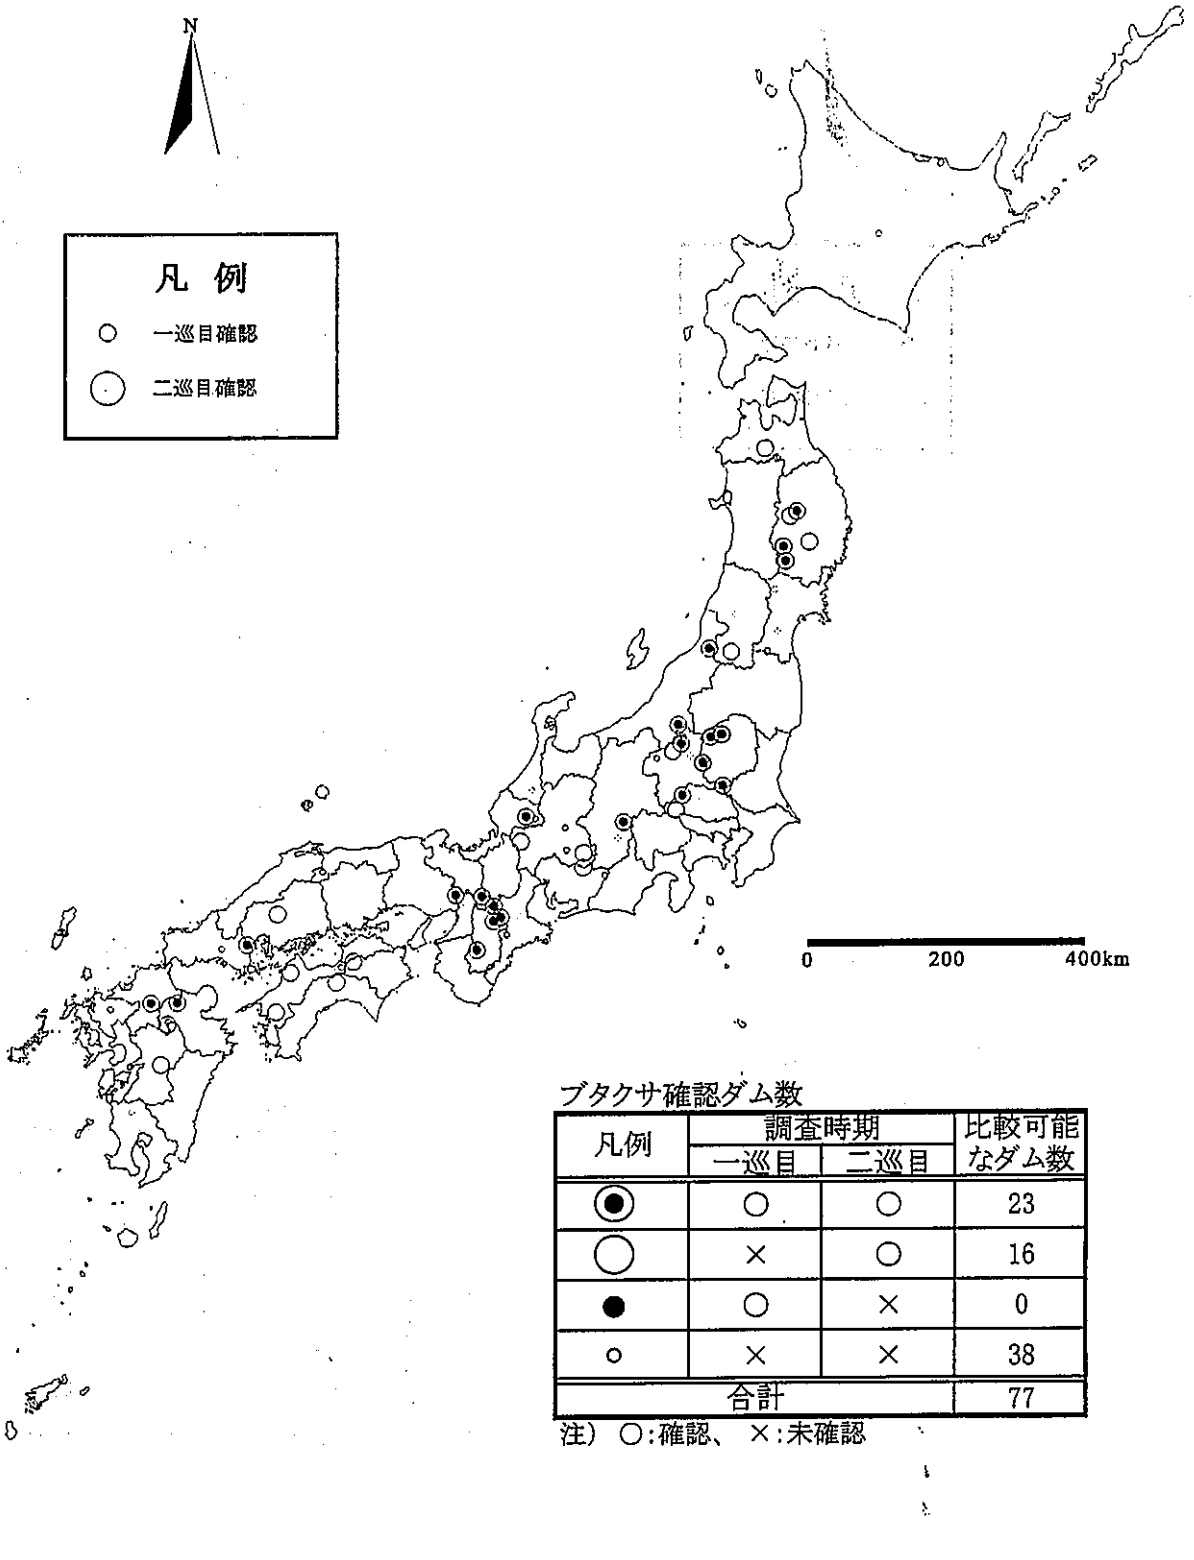 N
凡 例
一巡目確認
二巡目確認
0 200 400km
ブタクサ確認ダム数
凡例 調査時期 比較可能なダム数
一巡目 二巡目
○ ○ 23
× ○ 16
○ × 0
× × 38
合計 77
注) ○:確認、 ×:未確認